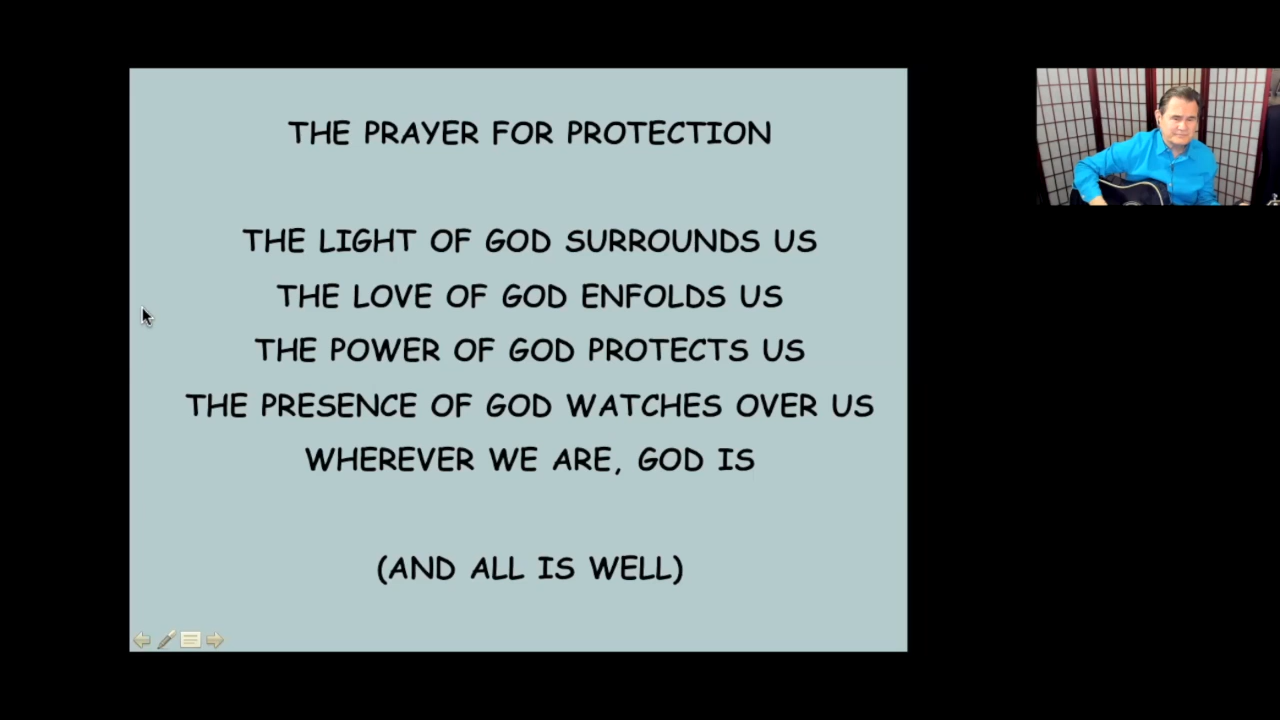 THE PRAYER FOR PROTECTION
THE LIGHT OF GOD SURROUNDS US
THE LOVE OF GOD ENFOLDS US
THE POWER OF GOD PROTECTS US
THE PRESENCE OF GOD WATCHES OVER US
WHEREVER WE ARE, GOD IS
(AND ALL IS WELL)